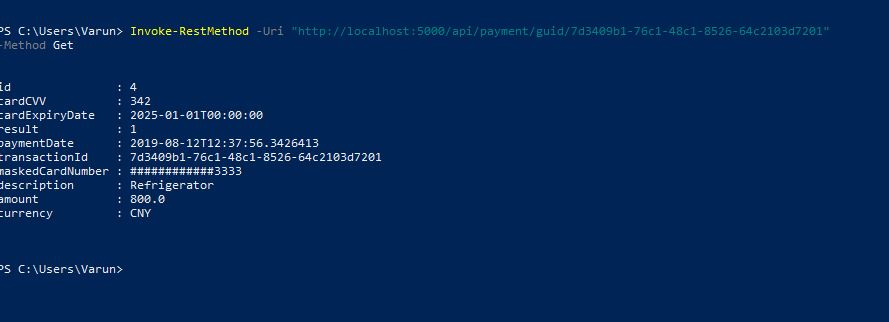 PS C:\Users\Varun> Invoke-RestMethod -Uri "http://localhost:5000/api/payment/guid/7d3409b1-76c1-48c1-8526-64c2103d7201"
-Method Get
id : 4
cardCVV : 342
cardExpiryDate : 2025-01-01T00:00:00
result : 1
paymentDate : 2019-08-12T12:37:56.3426413
transactionId : 7d3409b1-76c1-48c1-8526-64c2103d7201
maskedCardNumber : ############3333
description : Refrigerator
amount : 800.0
currency : CNY
PS C:\Users\Varun>